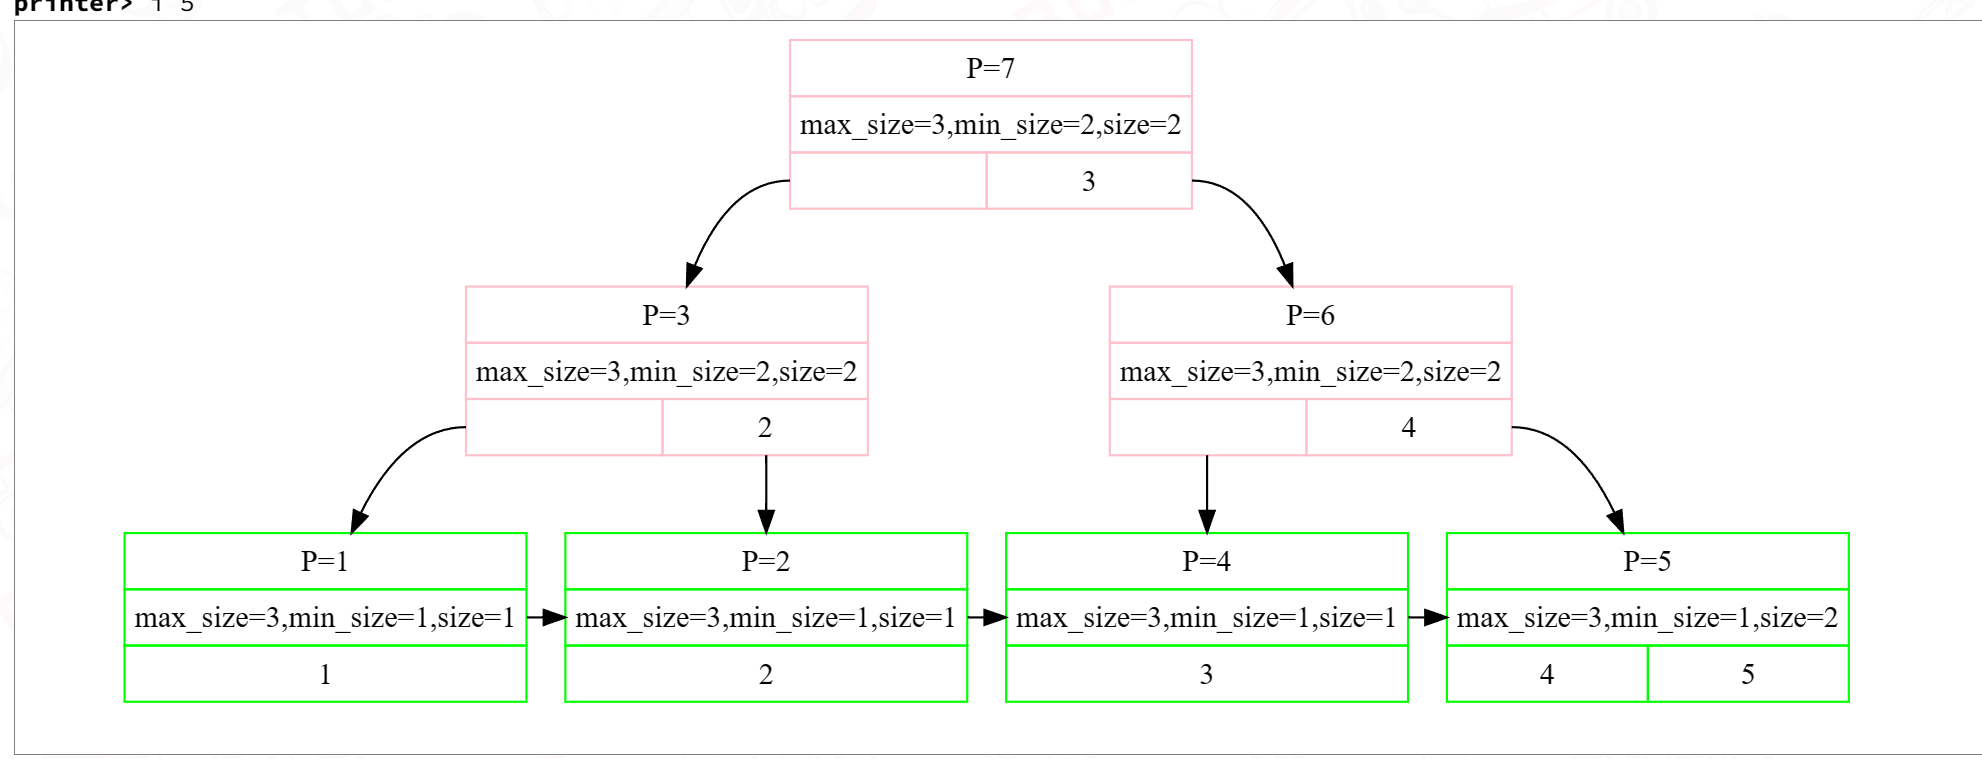 printer> i 5
P=7
max_size=3,min_size=2,size=2
3
P=3
P=6
max_size=3,min_size=2,size=2
max_size=3,min_size=2,size=2
2
4
P=1
P=2
P=4
P=5
max_size=3,min_size=1,size=1
max_size=3,min_size=1,size=1
max_size=3,min_size=1,size=1
max_size=3,min_size=1,size=2
1
2
3
4
5